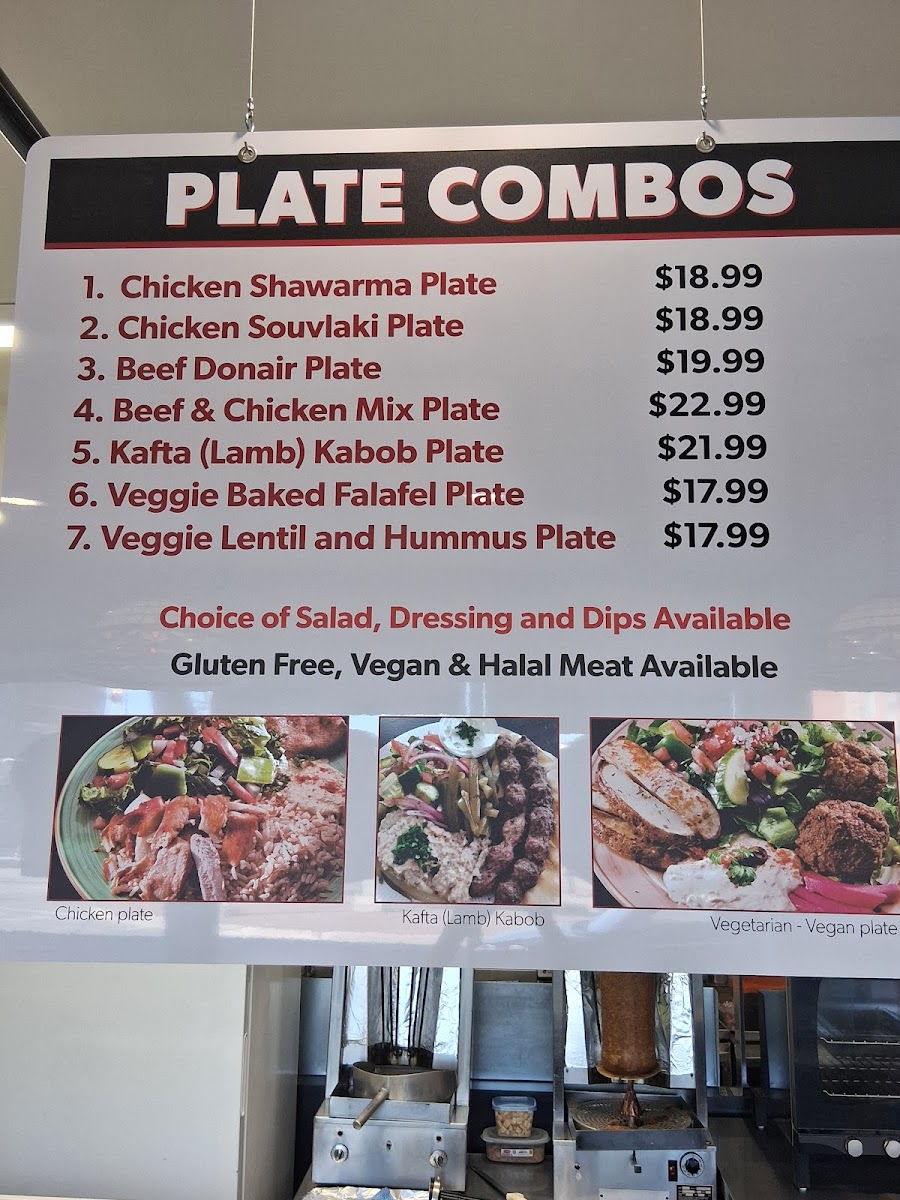 PLATE COMBOS
1. Chicken Shawarma Plate $18.99
2. Chicken Souvlaki Plate $18.99
3. Beef Donair Plate $19.99
4. Beef & Chicken Mix Plate $22.99
5. Kafta (Lamb) Kabob Plate $21.99
6. Veggie Baked Falafel Plate $17.99
7. Veggie Lentil and Hummus Plate $17.99
Choice of Salad, Dressing and Dips Available
Gluten Free, Vegan & Halal Meat Available
Chicken plate
Kafta (Lamb) Kabob
Vegetarian - Vegan plate